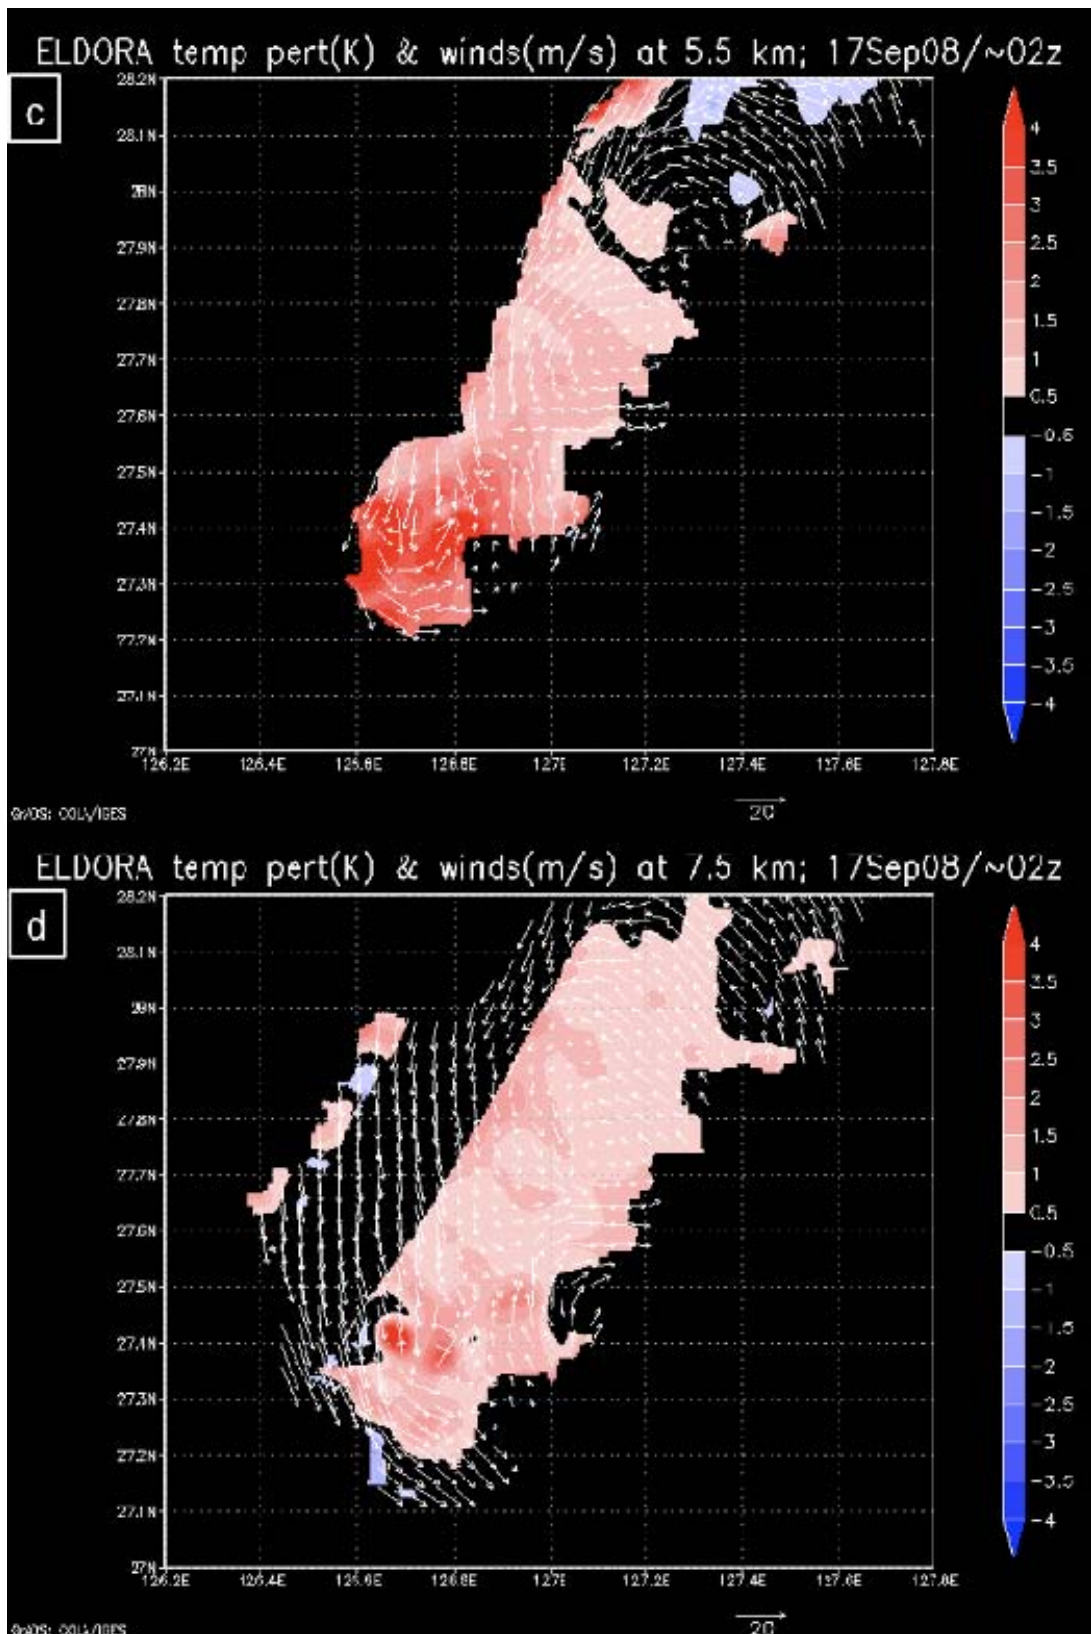 ELDORA temp pert(K) & winds(m/s) at 5.5 km; 17Sep08/~02z
c
28.2N
28.1N
28N
27.9N
27.8N
27.7N
27.6N
27.5N
27.4N
27.3N
27.1N
27N
126.2E 126.4E 126.6E 126.8E 127E 127.2E 127.4E 127.6E 127.8E
4
3.5
3
2.5
2
1.5
1
0.5
-0.5
-1
-1.5
-2
-2.5
-3
-3.5
-4
GrADS: COLA/IGES
20
ELDORA temp pert(K) & winds(m/s) at 7.5 km; 17Sep08/~02z
d
28.2N
28.1N
28N
27.9N
27.8N
27.7N
27.6N
27.5N
27.4N
27.3N
27.2N
27.1N
27N
126.2E 126.4E 126.6E 126.8E 127E 127.2E 127.4E 127.6E 127.8E
4
3.5
3
2.5
2
1.5
1
0.5
-0.5
-1
-1.5
-2
-2.5
-3
-3.5
-4
GrADS: COLA/IGES
20